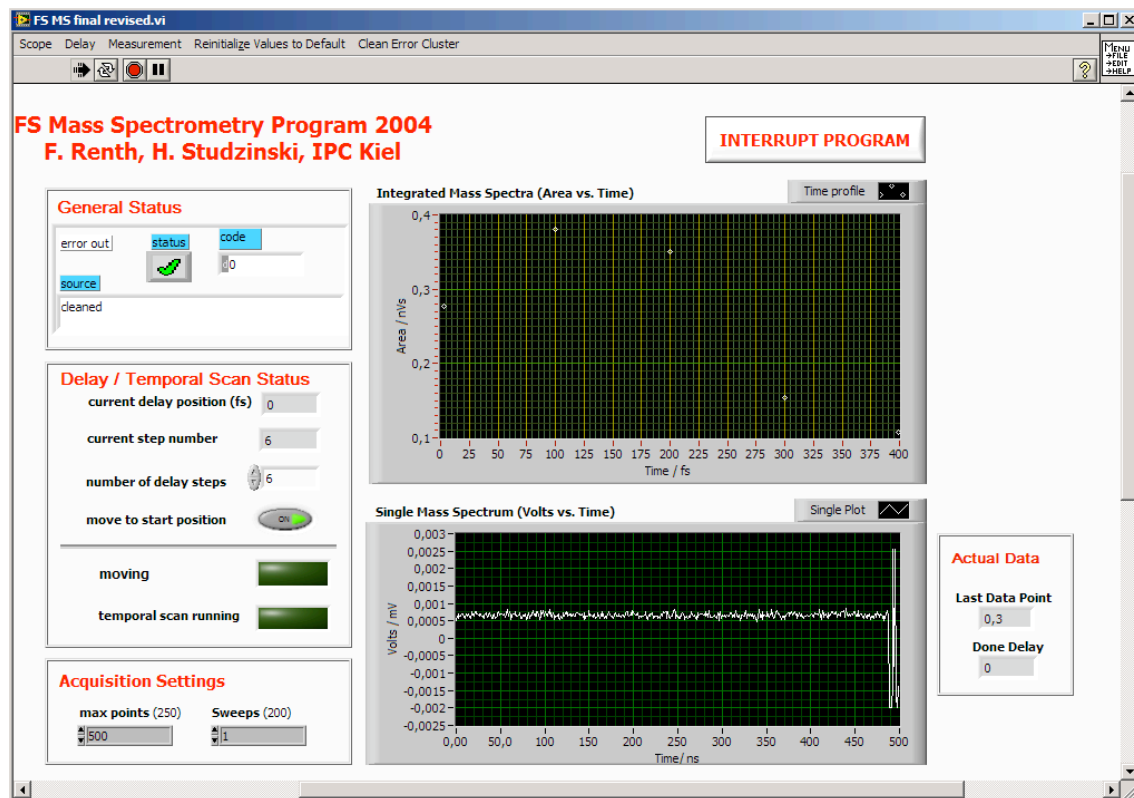 FS MS final revised.vi
Scope Delay Measurement Reinitialize Values to Default Clean Error Cluster
MENU
→FILE
→EDIT
→HELP
FS Mass Spectrometry Program 2004
F. Renth, H. Studzinski, IPC Kiel
INTERRUPT PROGRAM
General Status
error out
status
code
0
source
cleaned
Delay / Temporal Scan Status
current delay position (fs) 0
current step number 6
number of delay steps 6
move to start position ON
moving
temporal scan running
Acquisition Settings
max points (250) Sweeps (200)
500 1
Integrated Mass Spectra (Area vs. Time) Time profile
Area / nVs
0,4
0,3
0,2
0,1
0 25 50 75 100 125 150 175 200 225 250 275 300 325 350 375 400
Time / fs
Single Mass Spectrum (Volts vs. Time) Single Plot
Volts / mV
0,003
0,0025
0,002
0,0015
0,001
0,0005
0
-0,0005
-0,001
-0,0015
-0,002
-0,0025
0,00 50,0 100 150 200 250 300 350 400 450 500
Time/ ns
Actual Data
Last Data Point
0,3
Done Delay
0